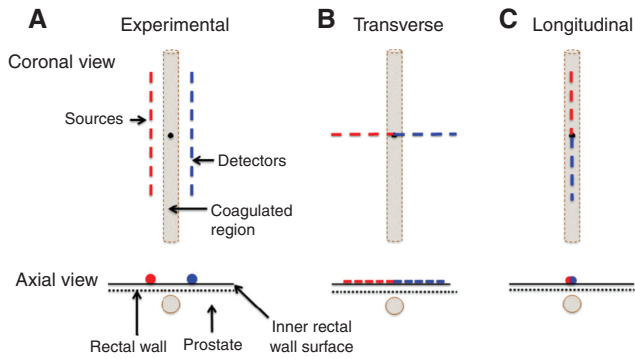 A Experimental
B Transverse
C Longitudinal
Coronal view
Sources
Detectors
Coagulated
region
Axial view
Rectal wall
Prostate
Inner rectal
wall surface